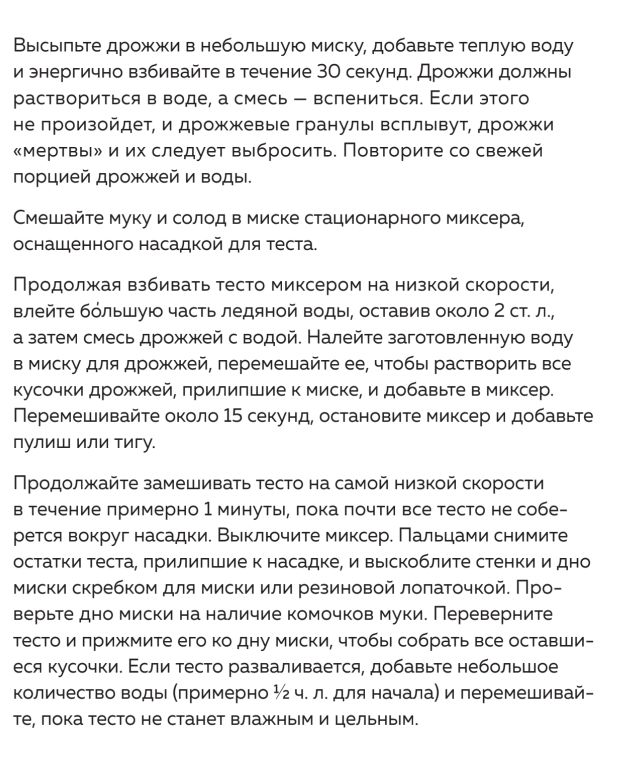 Высыпьте дрожжи в небольшую миску, добавьте теплую воду
и энергично взбивайте в течение 30 секунд. Дрожжи должны
раствориться в воде, а смесь — вспениться. Если этого
не произойдет, и дрожжевые гранулы всплывут, дрожжи
«мертвы» и их следует выбросить. Повторите со свежей
порцией дрожжей и воды.
Смешайте муку и солод в миске стационарного миксера,
оснащенного насадкой для теста.
Продолжая взбивать тесто миксером на низкой скорости,
влейте бо́льшую часть ледяной воды, оставив около 2 ст. л.,
а затем смесь дрожжей с водой. Налейте заготовленную воду
в миску для дрожжей, перемешайте ее, чтобы растворить все
кусочки дрожжей, прилипшие к миске, и добавьте в миксер.
Перемешивайте около 15 секунд, остановите миксер и добавьте
пулиш или тигу.
Продолжайте замешивать тесто на самой низкой скорости
в течение примерно 1 минуты, пока почти все тесто не собе-
рется вокруг насадки. Выключите миксер. Пальцами снимите
остатки теста, прилипшие к насадке, и выскоблите стенки и дно
миски скребком для миски или резиновой лопаточкой. Про-
верьте дно миски на наличие комочков муки. Переверните
тесто и прижмите его ко дну миски, чтобы собрать все оставши-
еся кусочки. Если тесто разваливается, добавьте небольшое
количество воды (примерно ½ ч. л. для начала) и перемешивай-
те, пока тесто не станет влажным и цельным.